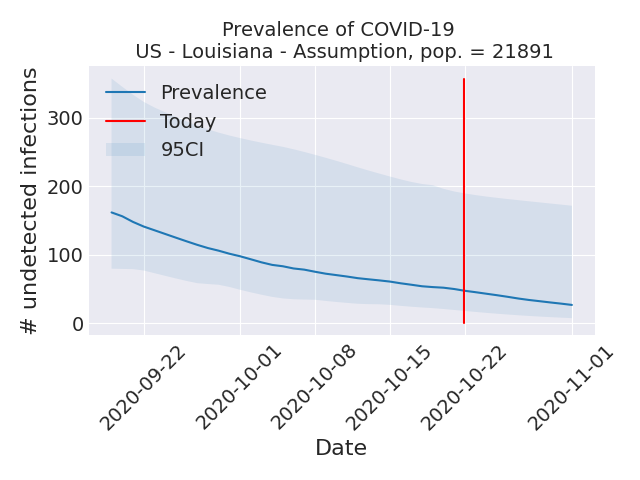 Prevalence of COVID-19
US - Louisiana - Assumption, pop. = 21891
# undetected infections
300
200
100
0
Prevalence
Today
95CI
2020-09-22
2020-10-01
2020-10-08
2020-10-15
2020-10-22
2020-11-01
Date